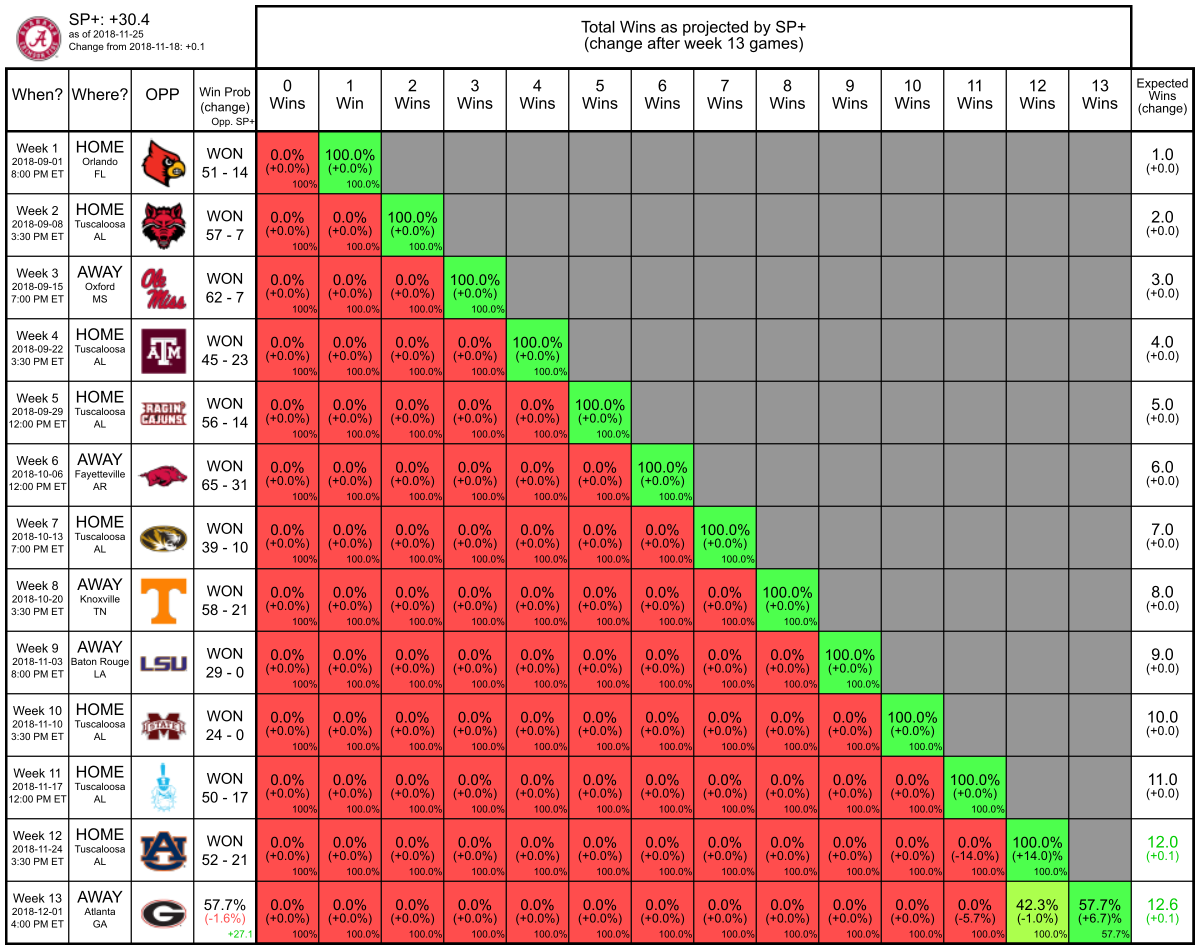 SP+: +30.4
as of 2018-11-25
Change from 2018-11-18: +0.1
Total Wins as projected by SP+
(change after week 13 games)
When? Where? OPP Win Prob 0 1 2 3 4 5 6 7 8 9 10 11 12 13 Expected
(change) Wins Win Wins Wins Wins Wins Wins Wins Wins Wins Wins Wins Wins Wins Wins
Opp. SP+ (change)
Week 1 HOME WON 0.0% 100.0% 1.0
2018-09-01 Orlando 51 - 14 (+0.0%) (+0.0%) (+0.0)
8:00 PM ET FL 100% 100.0%
Week 2 HOME WON 0.0% 0.0% 100.0% 2.0
2018-09-08 Tuscaloosa 57 - 7 (+0.0%) (+0.0%) (+0.0%) (+0.0)
3:30 PM ET AL 100% 100.0% 100.0%
Week 3 AWAY Ole WON 0.0% 0.0% 0.0% 100.0% 3.0
2018-09-15 Oxford Miss 62 - 7 (+0.0%) (+0.0%) (+0.0%) (+0.0%) (+0.0)
7:00 PM ET MS 100% 100.0% 100.0% 100.0%
Week 4 HOME ATM WON 0.0% 0.0% 0.0% 0.0% 100.0% 4.0
2018-09-22 Tuscaloosa 45 - 23 (+0.0%) (+0.0%) (+0.0%) (+0.0%) (+0.0%) (+0.0)
3:30 PM ET AL 100% 100.0% 100.0% 100.0% 100.0%
Week 5 HOME RAGIN WON 0.0% 0.0% 0.0% 0.0% 0.0% 100.0% 5.0
2018-09-29 Tuscaloosa CAJUNS 56 - 14 (+0.0%) (+0.0%) (+0.0%) (+0.0%) (+0.0%) (+0.0%) (+0.0)
12:00 PM ET AL 100% 100.0% 100.0% 100.0% 100.0% 100.0%
Week 6 AWAY WON 0.0% 0.0% 0.0% 0.0% 0.0% 0.0% 100.0% 6.0
2018-10-06 Fayetteville 65 - 31 (+0.0%) (+0.0%) (+0.0%) (+0.0%) (+0.0%) (+0.0%) (+0.0%) (+0.0)
12:00 PM ET AR 100% 100.0% 100.0% 100.0% 100.0% 100.0% 100.0%
Week 7 HOME WON 0.0% 0.0% 0.0% 0.0% 0.0% 0.0% 0.0% 100.0% 7.0
2018-10-13 Tuscaloosa 39 - 10 (+0.0%) (+0.0%) (+0.0%) (+0.0%) (+0.0%) (+0.0%) (+0.0%) (+0.0%) (+0.0)
7:00 PM ET AL 100% 100.0% 100.0% 100.0% 100.0% 100.0% 100.0% 100.0%
Week 8 AWAY T WON 0.0% 0.0% 0.0% 0.0% 0.0% 0.0% 0.0% 0.0% 100.0% 8.0
2018-10-20 Knoxville 58 - 21 (+0.0%) (+0.0%) (+0.0%) (+0.0%) (+0.0%) (+0.0%) (+0.0%) (+0.0%) (+0.0%) (+0.0)
3:30 PM ET TN 100% 100.0% 100.0% 100.0% 100.0% 100.0% 100.0% 100.0% 100.0%
Week 9 AWAY LSU WON 0.0% 0.0% 0.0% 0.0% 0.0% 0.0% 0.0% 0.0% 0.0% 100.0% 9.0
2018-11-03 Baton Rouge 29 - 0 (+0.0%) (+0.0%) (+0.0%) (+0.0%) (+0.0%) (+0.0%) (+0.0%) (+0.0%) (+0.0%) (+0.0%) (+0.0)
8:00 PM ET LA 100% 100.0% 100.0% 100.0% 100.0% 100.0% 100.0% 100.0% 100.0% 100.0%
Week 10 HOME STATE WON 0.0% 0.0% 0.0% 0.0% 0.0% 0.0% 0.0% 0.0% 0.0% 0.0% 100.0% 10.0
2018-11-10 Tuscaloosa 24 - 0 (+0.0%) (+0.0%) (+0.0%) (+0.0%) (+0.0%) (+0.0%) (+0.0%) (+0.0%) (+0.0%) (+0.0%) (+0.0%) (+0.0)
3:30 PM ET AL 100% 100.0% 100.0% 100.0% 100.0% 100.0% 100.0% 100.0% 100.0% 100.0% 100.0%
Week 11 HOME WON 0.0% 0.0% 0.0% 0.0% 0.0% 0.0% 0.0% 0.0% 0.0% 0.0% 0.0% 100.0% 11.0
2018-11-17 Tuscaloosa 50 - 17 (+0.0%) (+0.0%) (+0.0%) (+0.0%) (+0.0%) (+0.0%) (+0.0%) (+0.0%) (+0.0%) (+0.0%) (+0.0%) (+0.0%) (+0.0)
12:00 PM ET AL 100% 100.0% 100.0% 100.0% 100.0% 100.0% 100.0% 100.0% 100.0% 100.0% 100.0% 100.0%
Week 12 HOME AU WON 0.0% 0.0% 0.0% 0.0% 0.0% 0.0% 0.0% 0.0% 0.0% 0.0% 0.0% 0.0% 100.0% 12.0
2018-11-24 Tuscaloosa 52 - 21 (+0.0%) (+0.0%) (+0.0%) (+0.0%) (+0.0%) (+0.0%) (+0.0%) (+0.0%) (+0.0%) (+0.0%) (+0.0%) (-14.0%) (+14.0)% (+0.1)
3:30 PM ET AL 100% 100.0% 100.0% 100.0% 100.0% 100.0% 100.0% 100.0% 100.0% 100.0% 100.0% 100.0% 100.0%
Week 13 AWAY G 57.7% 0.0% 0.0% 0.0% 0.0% 0.0% 0.0% 0.0% 0.0% 0.0% 0.0% 0.0% 0.0% 42.3% 57.7% 12.6
2018-12-01 Atlanta (-1.6%) (+0.0%) (+0.0%) (+0.0%) (+0.0%) (+0.0%) (+0.0%) (+0.0%) (+0.0%) (+0.0%) (+0.0%) (+0.0%) (-5.7%) (-1.0%) (+6.7)% (+0.1)
4:00 PM ET GA +27.1 100% 100.0% 100.0% 100.0% 100.0% 100.0% 100.0% 100.0% 100.0% 100.0% 100.0% 100.0% 100.0% 57.7%